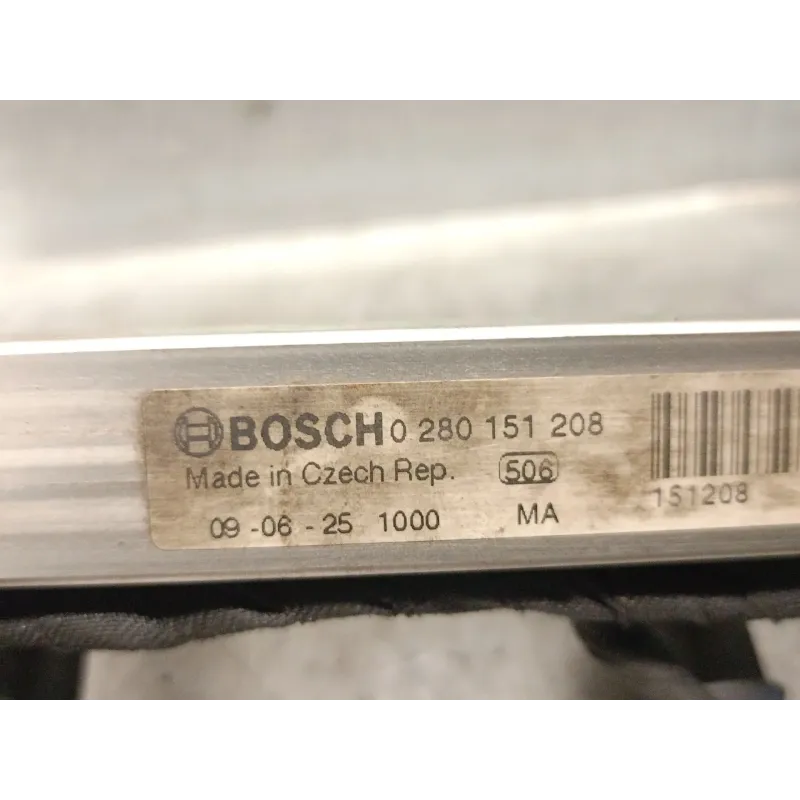 BOSCH 0 280 151 208
Made in Czech Rep. 506
09 -06 - 25 1000 MA
151208